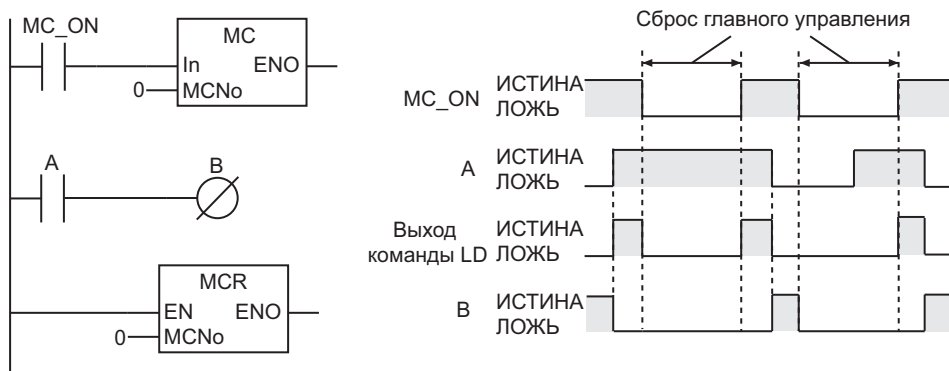 MC_ON
MC
In ENO
0 MCNo
A
B
MCR
EN ENO
0 MCNo
Сброс главного управления
MC_ON
ИСТИНА
ЛОЖЬ
A
ИСТИНА
ЛОЖЬ
Выход
команды LD
ИСТИНА
ЛОЖЬ
B
ИСТИНА
ЛОЖЬ